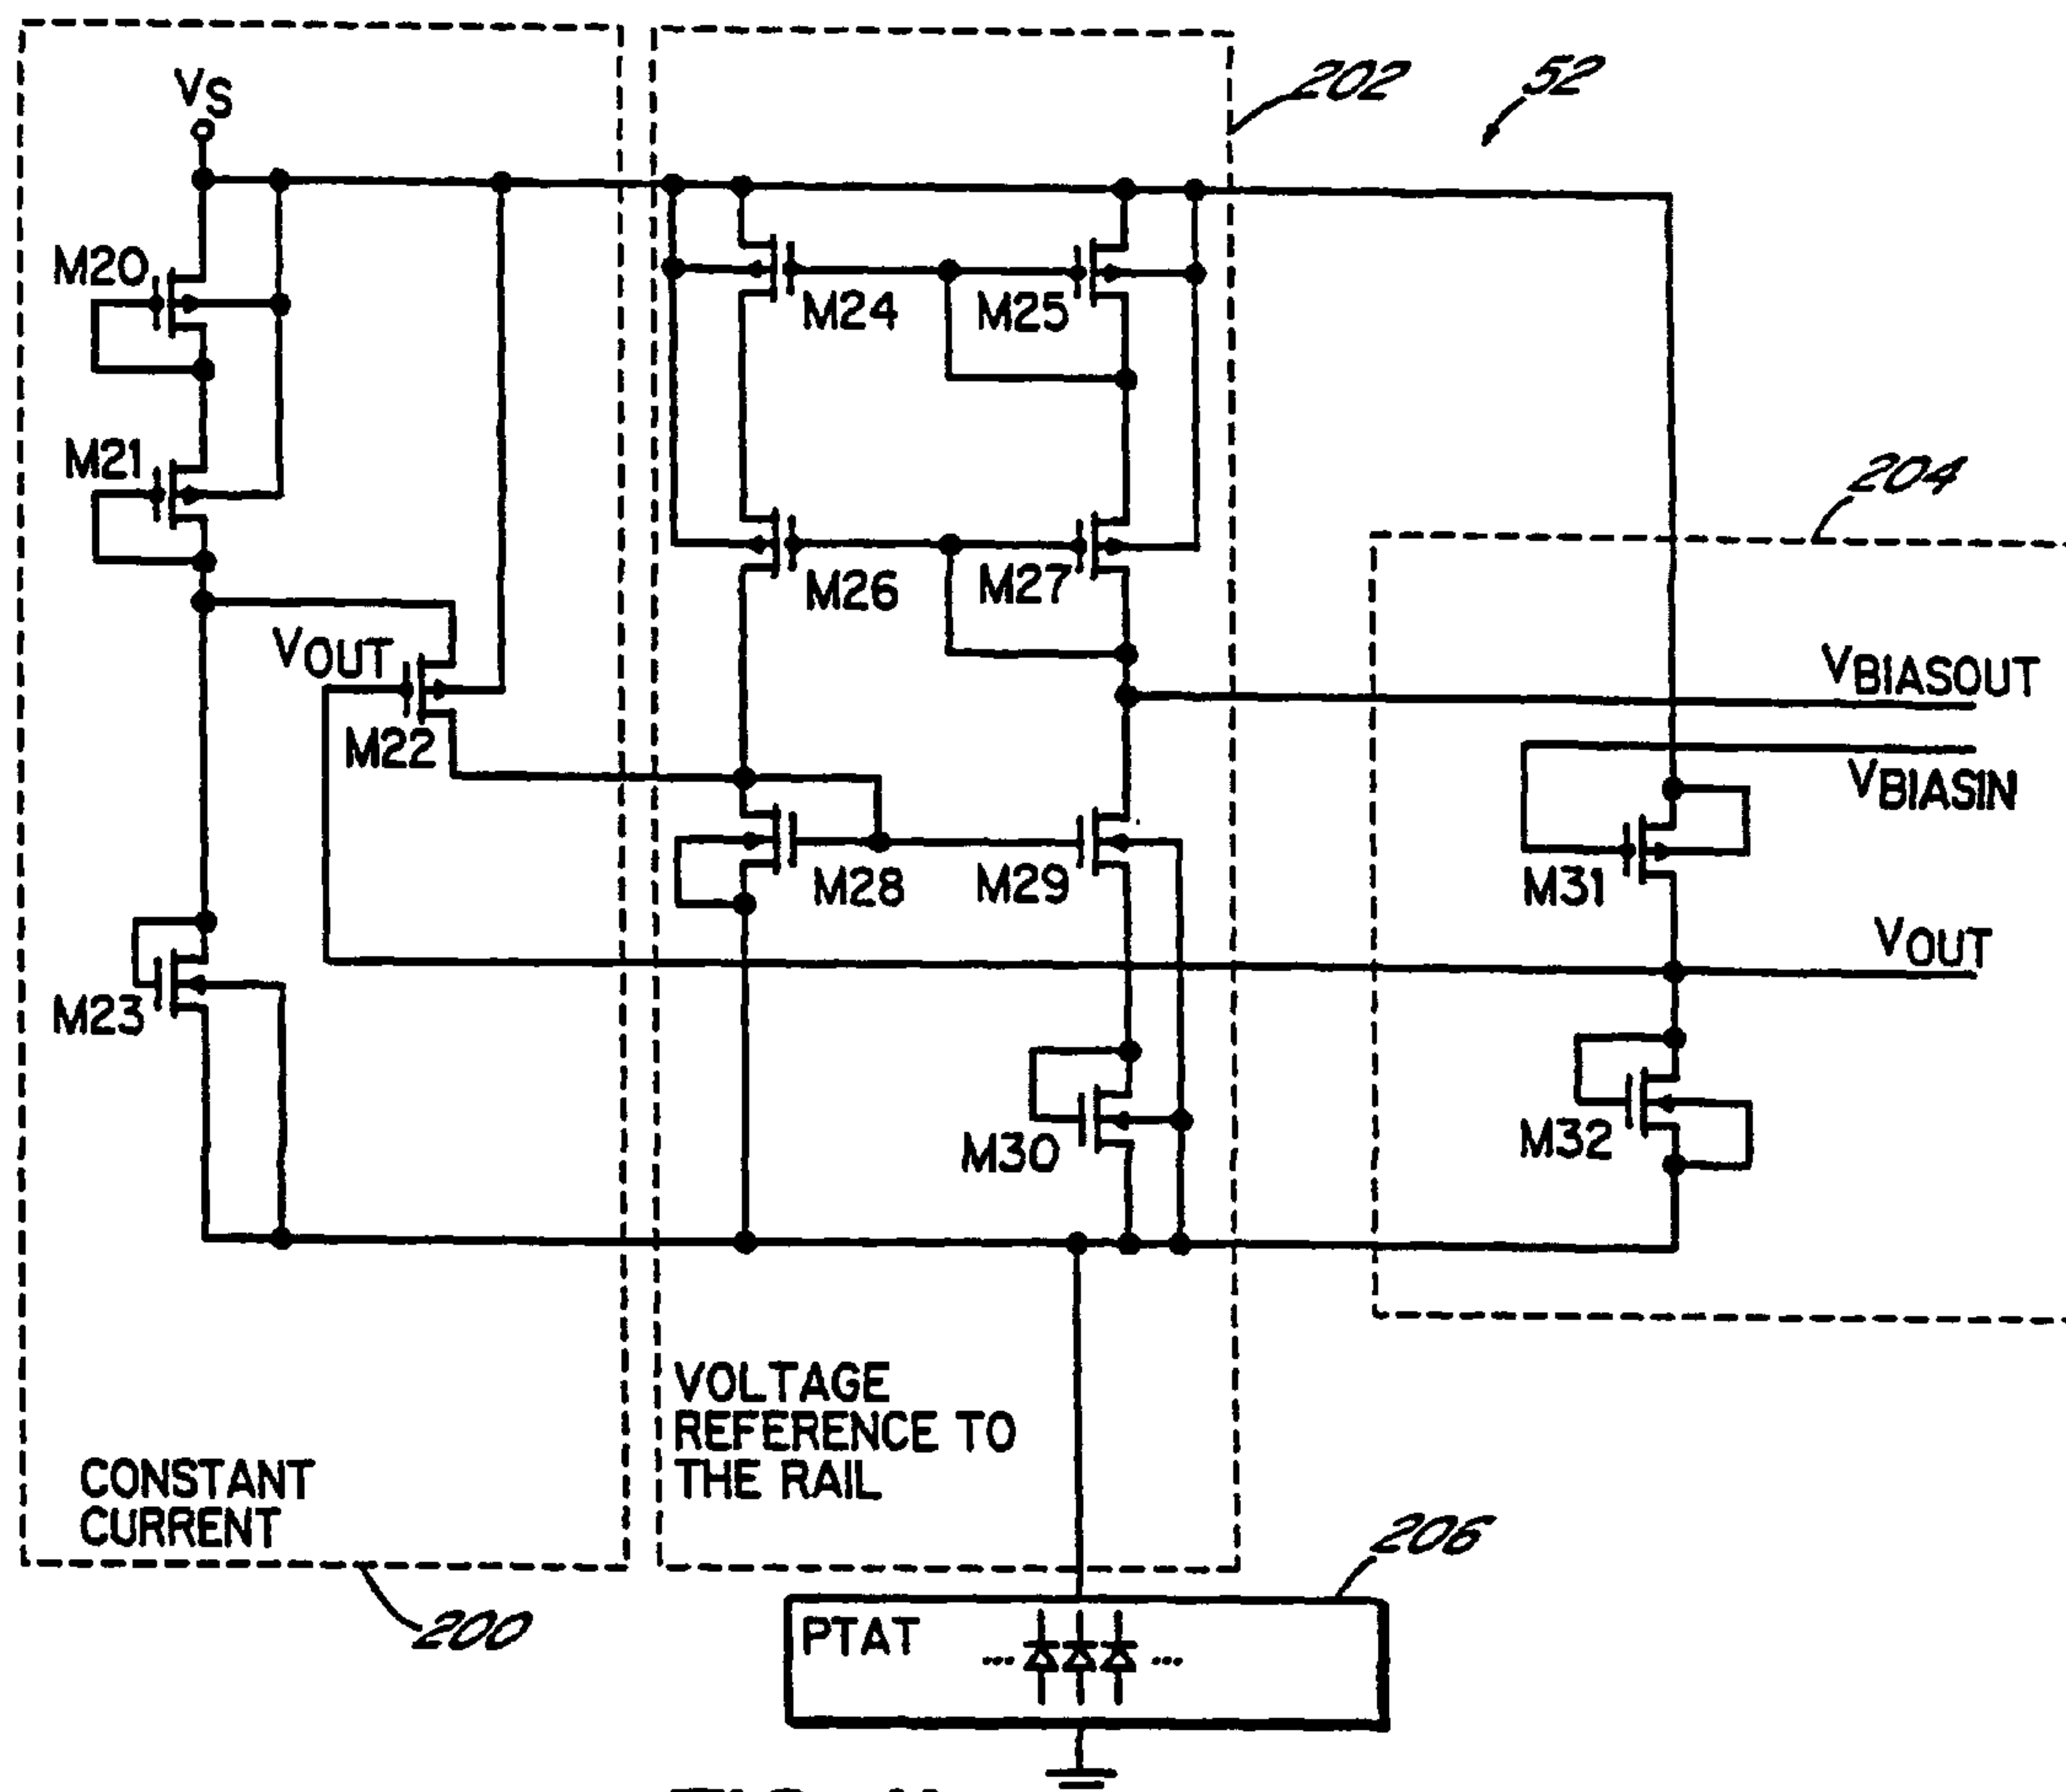 VS
202
52
M20
M24
M25
M21
204
M26
M27
VOUT
VBIASOUT
M22
VBIASIN
M28
M29
M31
VOUT
M23
M30
M32
VOLTAGE
REFERENCE TO
THE RAIL
CONSTANT
CURRENT
206
200
PTAT
... ...